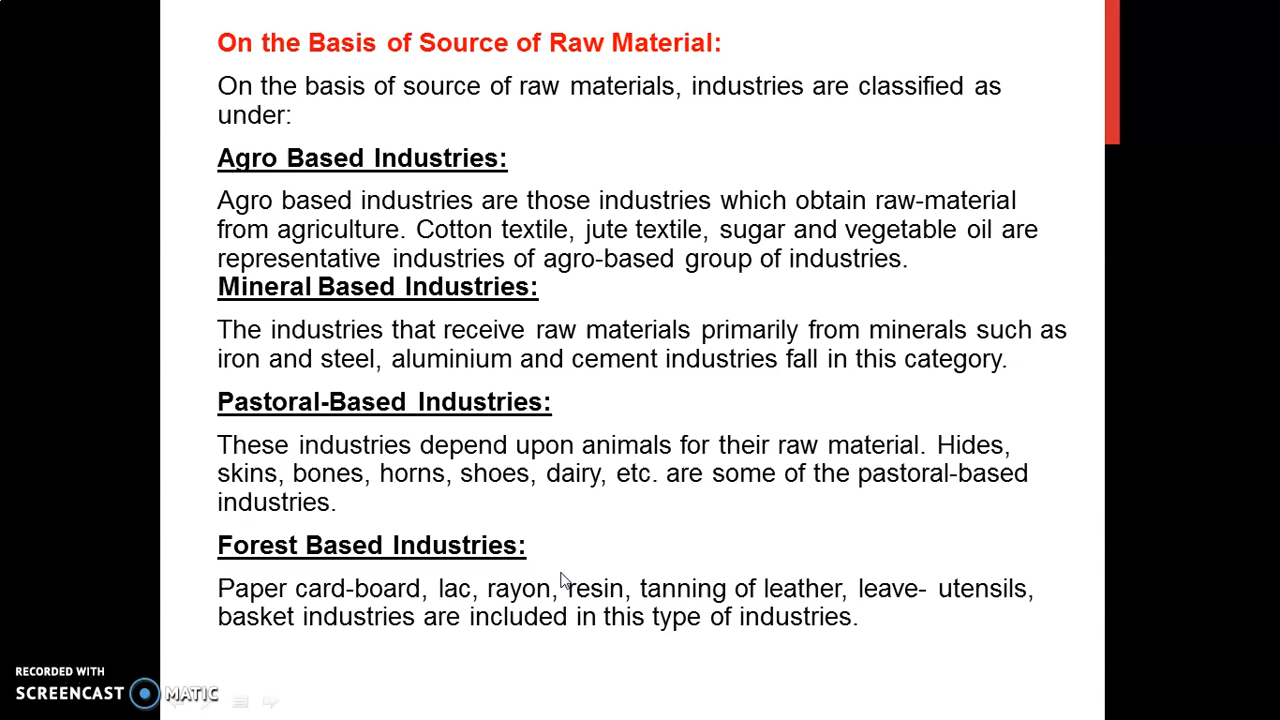 On the Basis of Source of Raw Material:
On the basis of source of raw materials, industries are classified as
under:
Agro Based Industries:
Agro based industries are those industries which obtain raw-material
from agriculture. Cotton textile, jute textile, sugar and vegetable oil are
representative industries of agro-based group of industries.
Mineral Based Industries:
The industries that receive raw materials primarily from minerals such as
iron and steel, aluminium and cement industries fall in this category.
Pastoral-Based Industries:
These industries depend upon animals for their raw material. Hides,
skins, bones, horns, shoes, dairy, etc. are some of the pastoral-based
industries.
Forest Based Industries:
Paper card-board, lac, rayon, resin, tanning of leather, leave- utensils,
basket industries are included in this type of industries.
RECORDED WITH
SCREENCAST MATIC